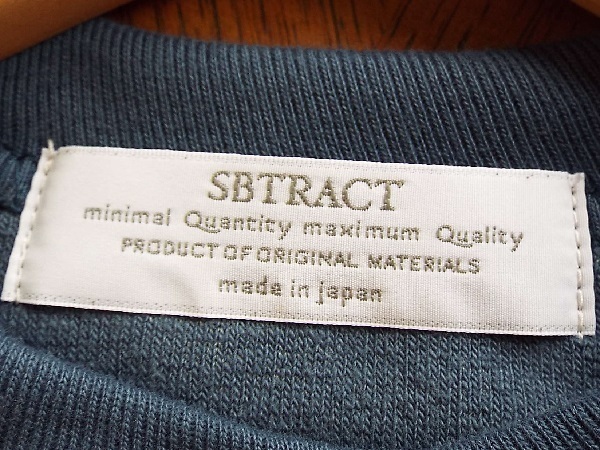 SBTRACT
minimal Quantity maximum Quality
PRODUCT OF ORIGINAL MATERIALS
made in japan